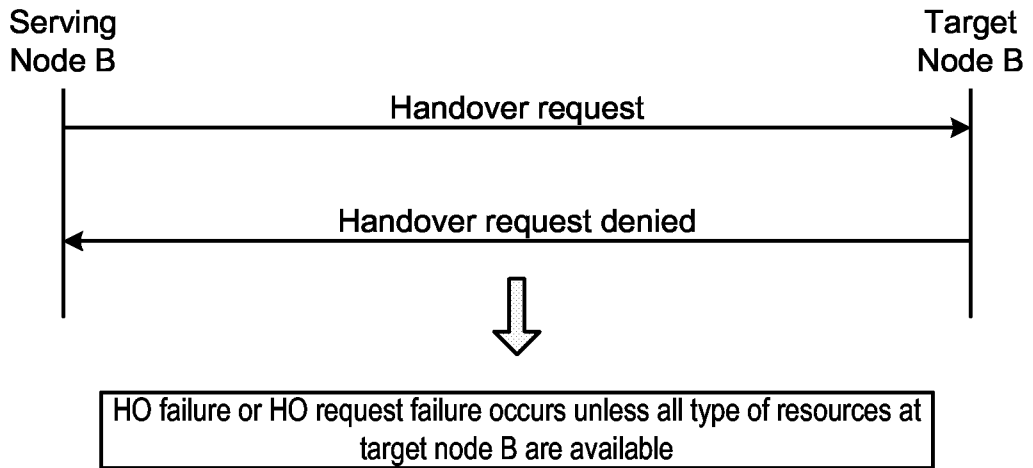 Serving
Node B
Target
Node B
Handover request
Handover request denied
HO failure or HO request failure occurs unless all type of resources at
target node B are available